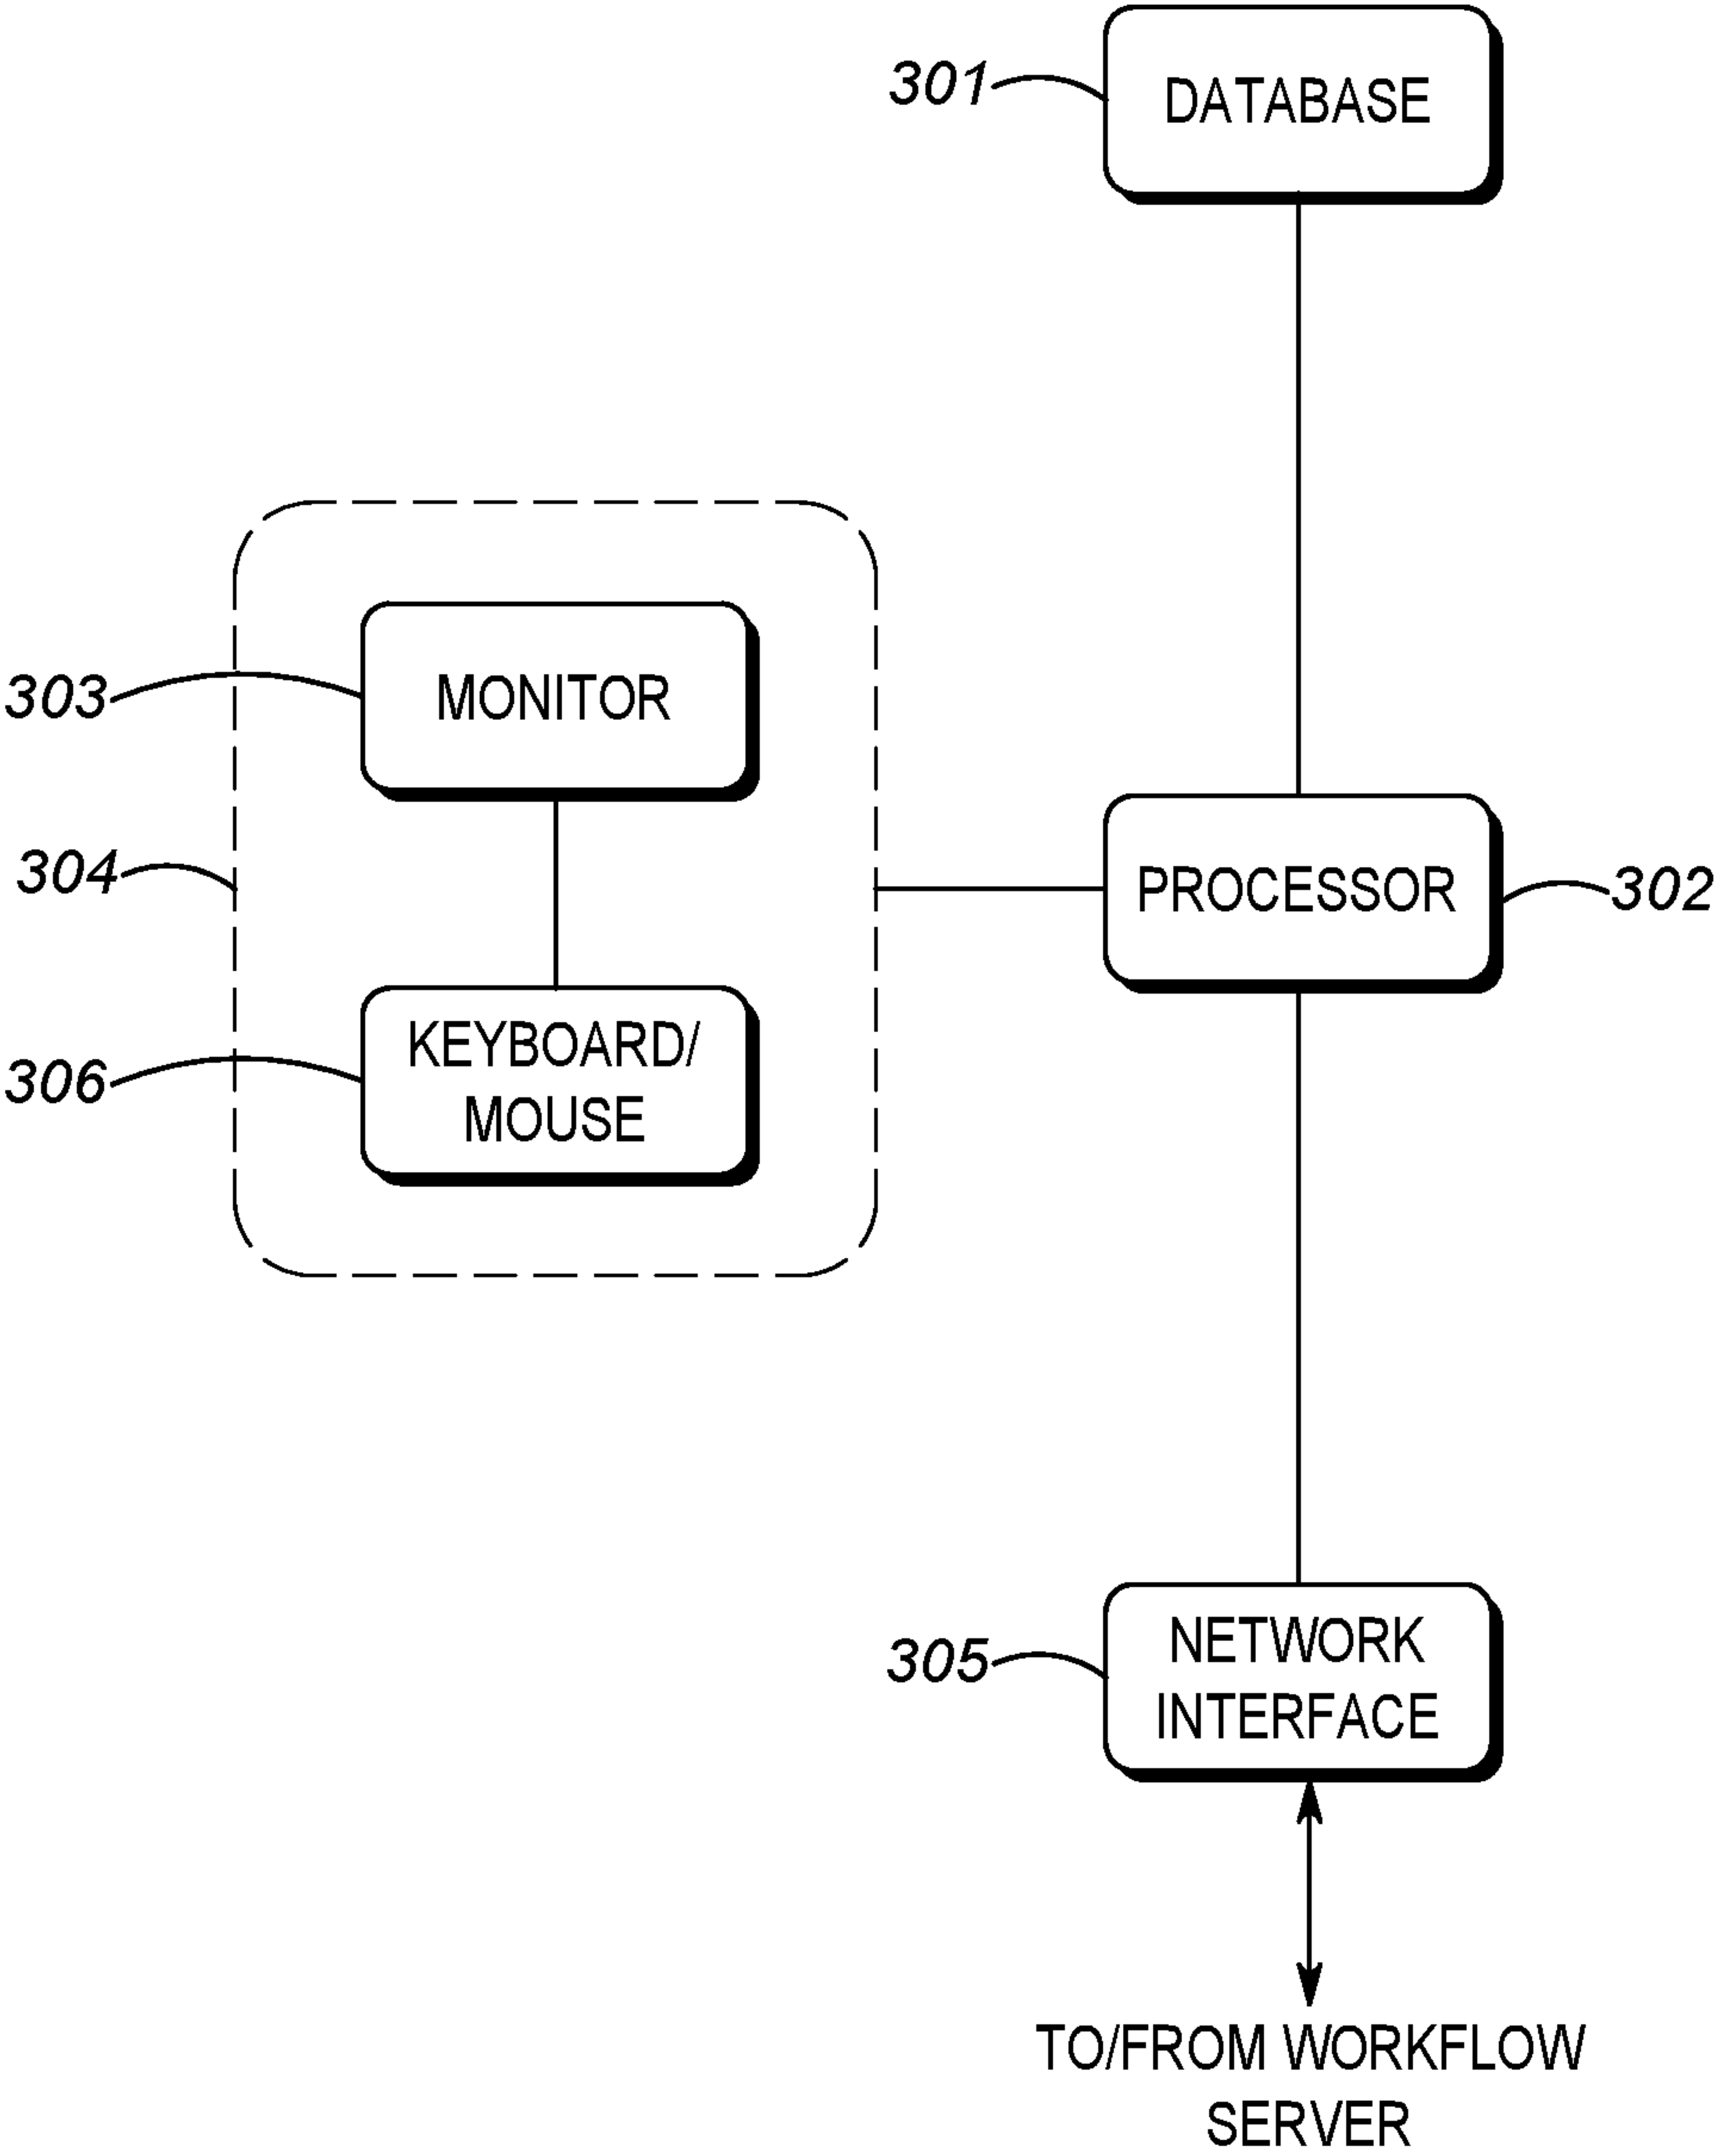 301
DATABASE
303
MONITOR
304
PROCESSOR
302
306
KEYBOARD/
MOUSE
305
NETWORK
INTERFACE
TO/FROM WORKFLOW
SERVER